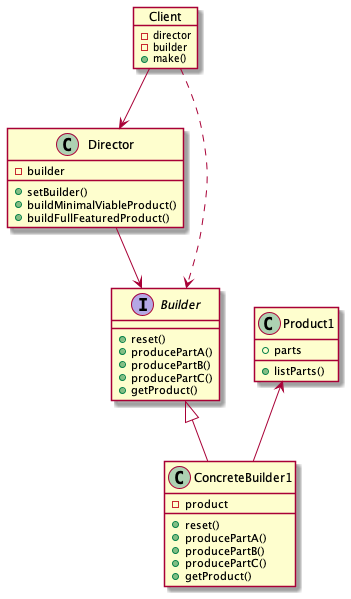 Client
director
builder
make()
C Director
builder
setBuilder()
buildMinimalViableProduct()
buildFullFeaturedProduct()
I Builder
reset()
producePartA()
producePartB()
producePartC()
getProduct()
C Product1
parts
listParts()
C ConcreteBuilder1
product
reset()
producePartA()
producePartB()
producePartC()
getProduct()